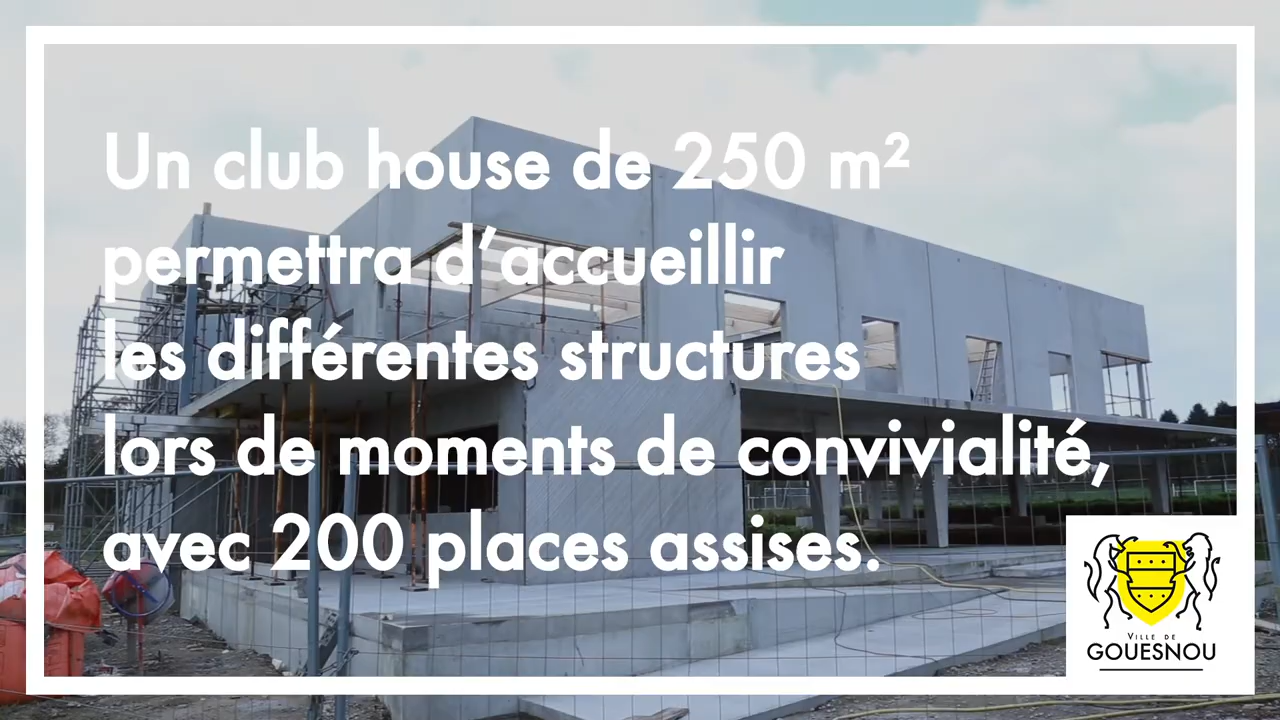 Un club house de 250 m²
permettra d’accueillir
les différentes structures
lors de moments de convivialité,
avec 200 places assises.
VILLE DE
GOUESNOU